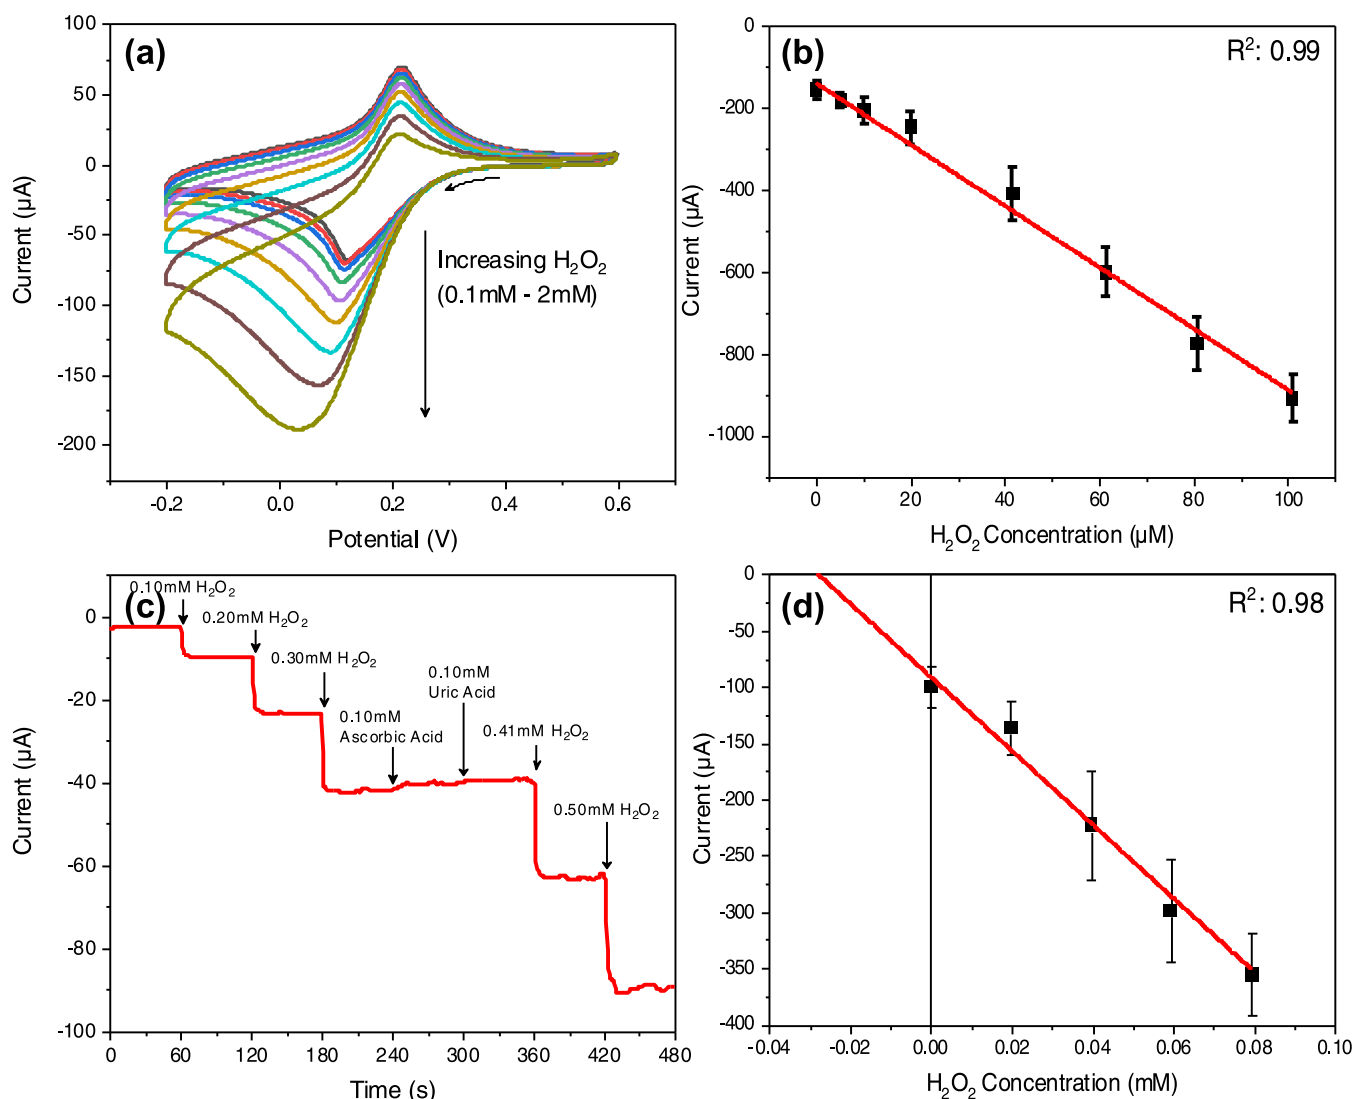 (a)
100
50
0
-50
-100
-150
-200
Current (µA)
Increasing H₂O₂
(0.1mM - 2mM)
-0.2
0.0
0.2
0.4
0.6
Potential (V)
(b)
R²: 0.99
0
-200
-400
-600
-800
-1000
Current (µA)
0
20
40
60
80
100
H₂O₂ Concentration (µM)
(c)
0.10mM H₂O₂
0.20mM H₂O₂
0.30mM H₂O₂
0.10mM
Ascorbic Acid
0.10mM
Uric Acid
0.41mM H₂O₂
0.50mM H₂O₂
0
-20
-40
-60
-80
-100
Current (µA)
0
60
120
180
240
300
360
420
480
Time (s)
(d)
R²: 0.98
0
-50
-100
-150
-200
-250
-300
-350
-400
Current (µA)
-0.04
-0.02
0.00
0.02
0.04
0.06
0.08
0.10
H₂O₂ Concentration (mM)